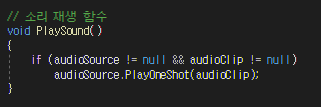 // 소리 재생 함수
void PlaySound()
{
if (audioSource != null && audioClip != null)
audioSource.PlayOneShot(audioClip);
}